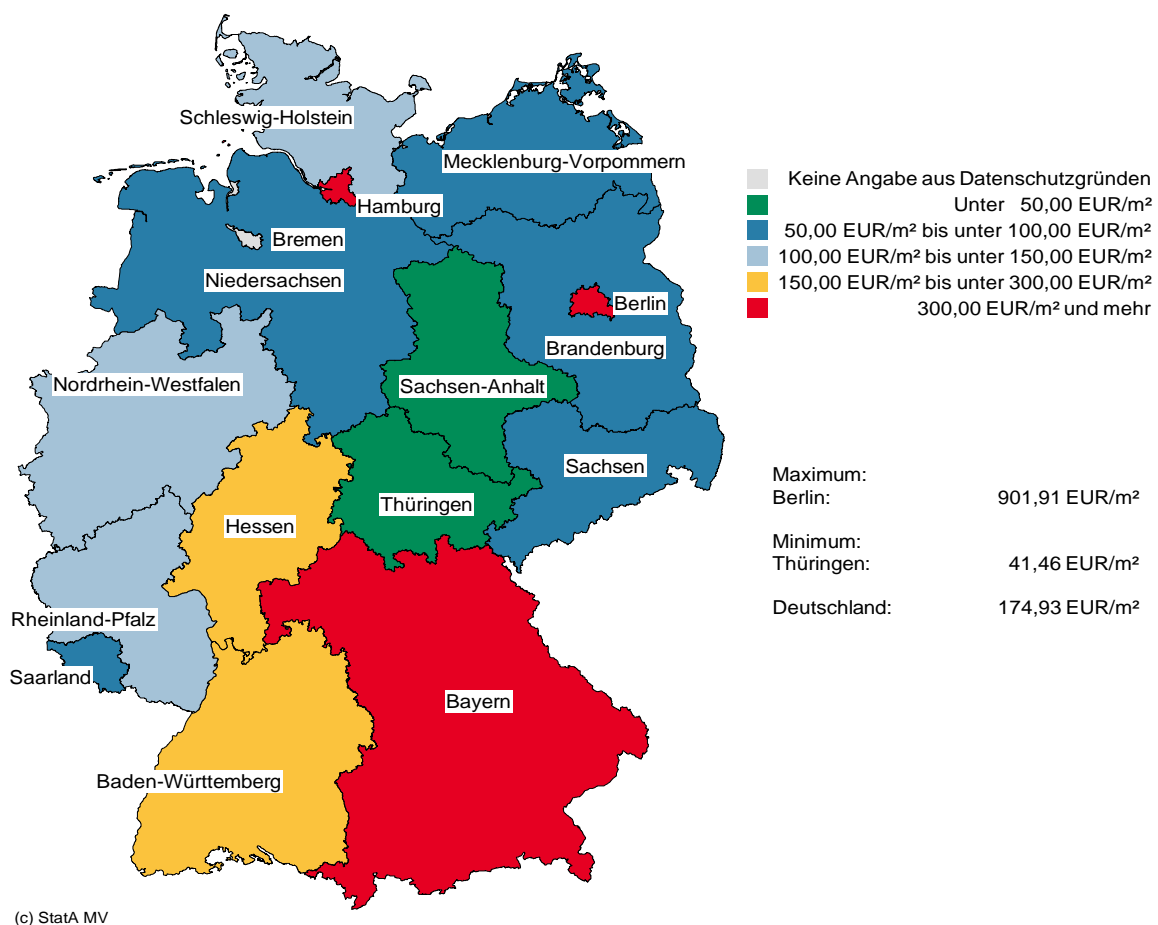 Schleswig-Holstein
Mecklenburg-Vorpommern
Hamburg
Bremen
Niedersachsen
Berlin
Brandenburg
Nordrhein-Westfalen
Sachsen-Anhalt
Sachsen
Thüringen
Hessen
Rheinland-Pfalz
Saarland
Bayern
Baden-Württemberg
Keine Angabe aus Datenschutzgründen
Unter 50,00 EUR/m²
50,00 EUR/m² bis unter 100,00 EUR/m²
100,00 EUR/m² bis unter 150,00 EUR/m²
150,00 EUR/m² bis unter 300,00 EUR/m²
300,00 EUR/m² und mehr
Maximum:
Berlin: 901,91 EUR/m²
Minimum:
Thüringen: 41,46 EUR/m²
Deutschland: 174,93 EUR/m²
(c) StatA MV